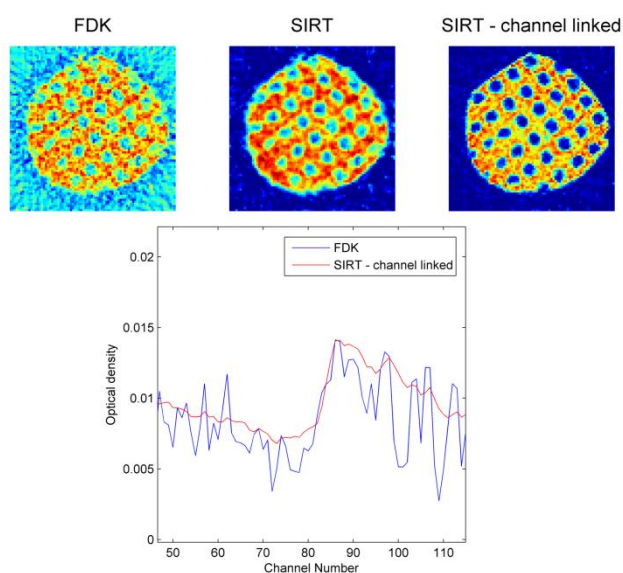 FDK SIRT SIRT - channel linked
FDK
SIRT - channel linked
0.02
0.015
0.01
0.005
0
Optical density
50 60 70 80 90 100 110
Channel Number